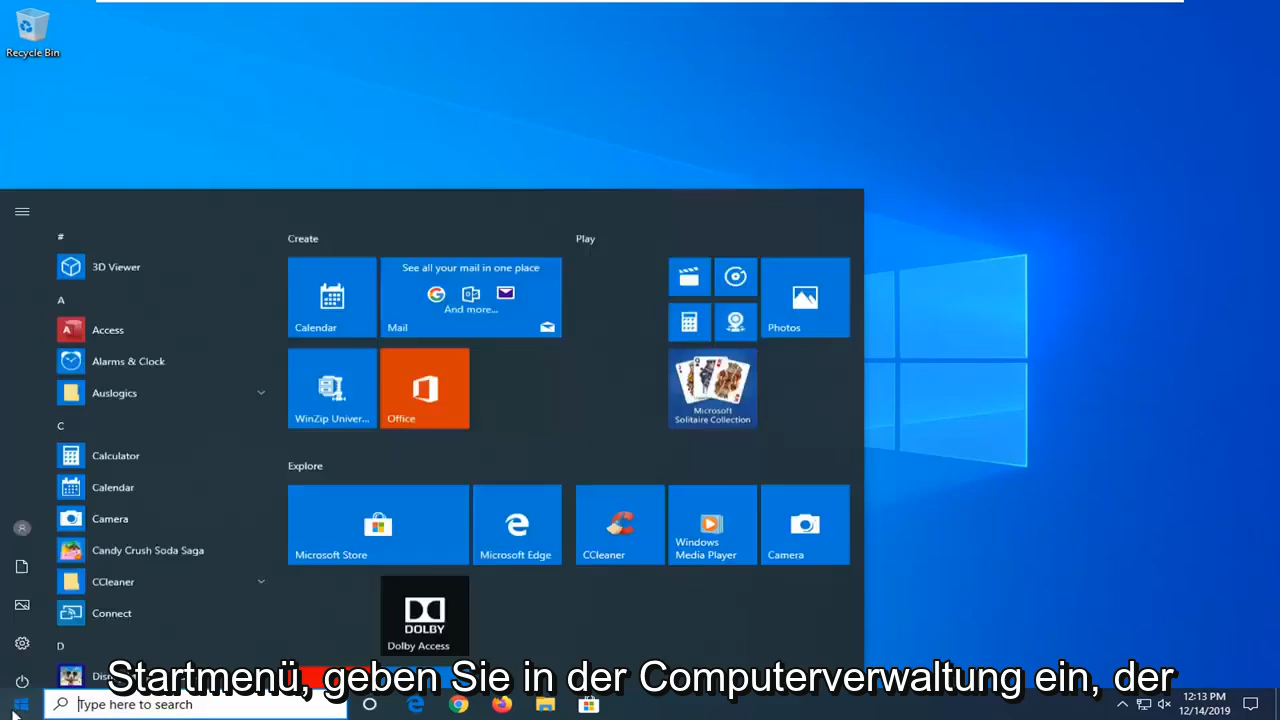 Recycle Bin
#
3D Viewer
A
Access
Alarms & Clock
Auslogics
C
Calculator
Calendar
Camera
Candy Crush Soda Saga
CCleaner
Connect
D
Create
Calendar
See all your mail in one place
And more...
Mail
WinZip Univer...
Office
Play
Photos
Microsoft
Solitaire Collection
Explore
Microsoft Store
Microsoft Edge
CCleaner
Windows
Media Player
Camera
DOLBY
Dolby Access
Startmenü, geben Sie in der Computerverwaltung ein, der
Type here to search
12:13 PM
12/14/2019